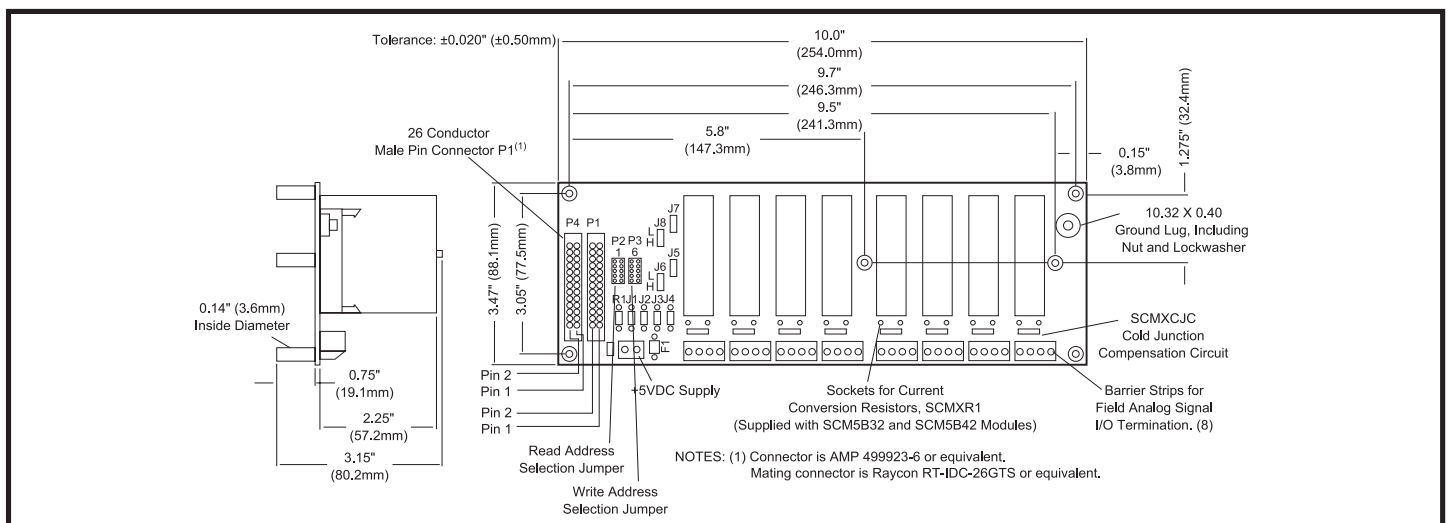 Tolerance: ±0.020" (±0.50mm)
10.0"
(254.0mm)
9.7"
(246.3mm)
9.5"
(241.3mm)
5.8"
(147.3mm)
0.15"
(3.8mm)
1.275" (32.4mm)
26 Conductor
Male Pin Connector P1(1)
10.32 X 0.40
Ground Lug, Including
Nut and Lockwasher
3.47" (88.1mm)
3.05" (77.5mm)
P4 P1
P2 P3
1 6
J7
J8
L
H
J5
J6
L
H
R1 J1 J2 J3 J4
F1
0.14" (3.6mm)
Inside Diameter
SCMXCJC
Cold Junction
Compensation Circuit
0.75"
(19.1mm)
2.25"
(57.2mm)
3.15"
(80.2mm)
Pin 2
Pin 1
Pin 2
Pin 1
+5VDC Supply
Sockets for Current
Conversion Resistors, SCMXR1
(Supplied with SCM5B32 and SCM5B42 Modules)
Barrier Strips for
Field Analog Signal
I/O Termination. (8)
Read Address
Selection Jumper
Write Address
Selection Jumper
NOTES: (1) Connector is AMP 499923-6 or equivalent.
Mating connector is Raycon RT-IDC-26GTS or equivalent.